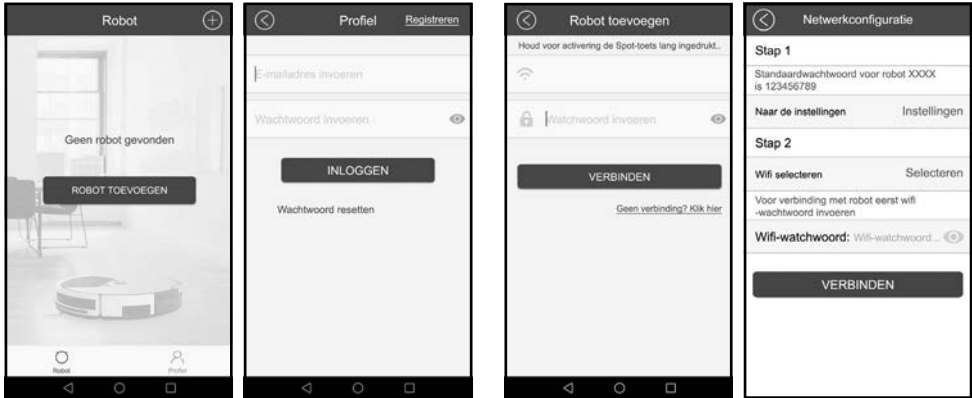 Robot
Geen robot gevonden
ROBOT TOEVOEGEN
Robot
Profiel
Profiel
Registreren
E-mailadres invoeren
Wachtwoord invoeren
INLOGGEN
Wachtwoord resetten
Robot toevoegen
Houd voor activering de Spot-toets lang ingedrukt..
Watchwoord invoeren
VERBINDEN
Geen verbinding? Klik hier
Netwerkconfiguratie
Stap 1
Standaardwachtwoord voor robot XXXX
is 123456789
Naar de instellingen Instellingen
Stap 2
Wifi selecteren Selecteren
Voor verbinding met robot eerst wifi
-wachtwoord invoeren
Wifi-watchwoord: Wifi-watchwoord...
VERBINDEN